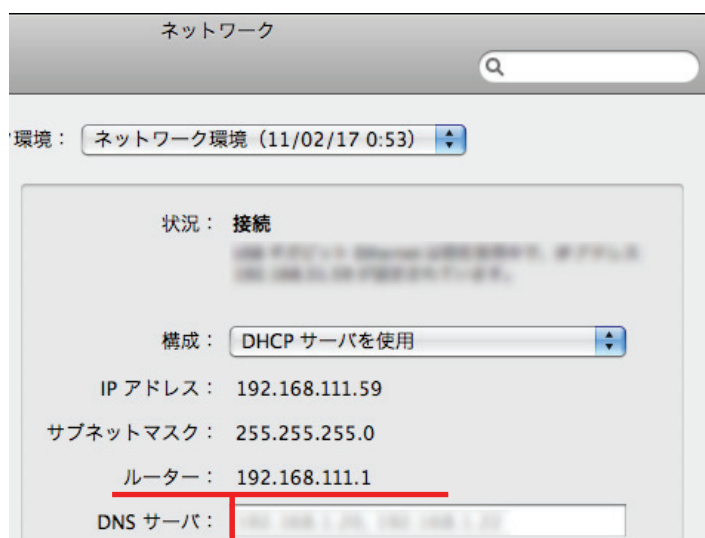 ネットワーク
環境： ネットワーク環境（11/02/17 0:53）
状況： 接続
構成： DHCP サーバを使用
IP アドレス： 192.168.111.59
サブネットマスク： 255.255.255.0
ルーター： 192.168.111.1
DNS サーバ：